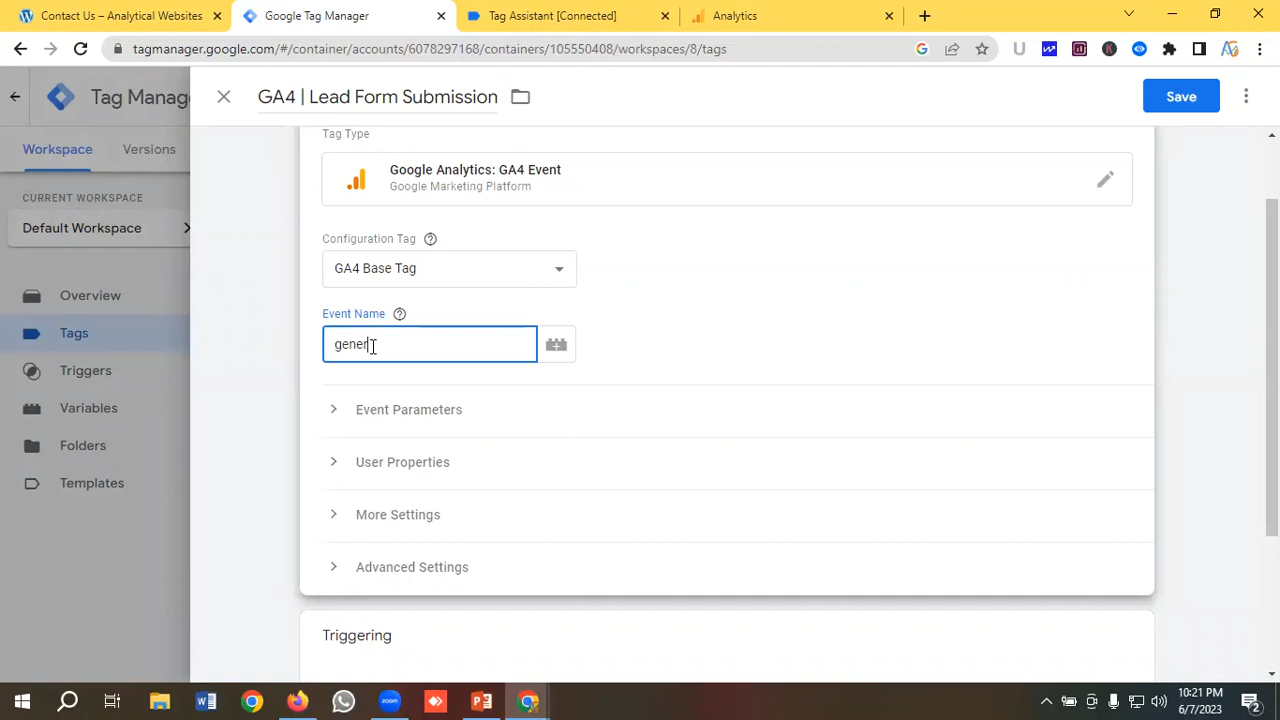 Contact Us – Analytical Websites
Google Tag Manager
Tag Assistant [Connected]
Analytics
tagmanager.google.com/#/container/accounts/6078297168/containers/105550408/workspaces/8/tags
Tag Manag
GA4 | Lead Form Submission
Save
Workspace
Versions
Tag Type
Google Analytics: GA4 Event
Google Marketing Platform
CURRENT WORKSPACE
Default Workspace
Configuration Tag
GA4 Base Tag
Overview
Event Name
Tags
gener
Triggers
Variables
Event Parameters
Folders
User Properties
Templates
More Settings
Advanced Settings
Triggering
zoom
10:21 PM
6/7/2023
2